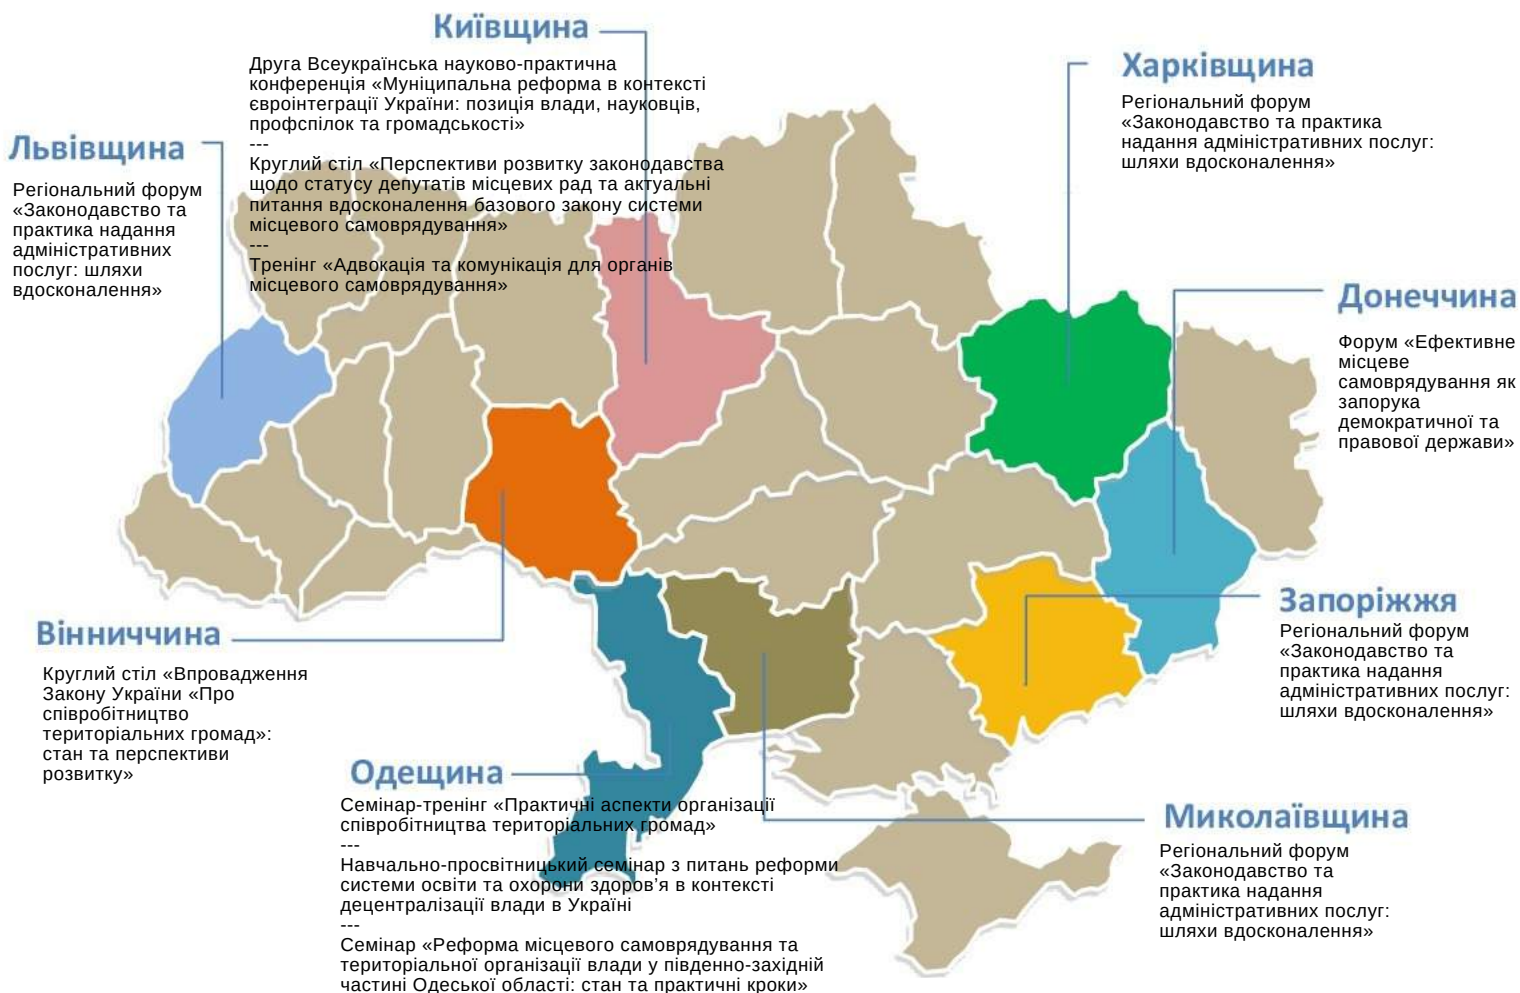 Київщина
Друга Всеукраїнська науково-практична
конференція «Муніципальна реформа в контексті
євроінтеграції України: позиція влади, науковців,
профспілок та громадськості»
---
Круглий стіл «Перспективи розвитку законодавства
щодо статусу депутатів місцевих рад та актуальні
питання вдосконалення базового закону системи
місцевого самоврядування»
---
Тренінг «Адвокація та комунікація для органів
місцевого самоврядування»
Харківщина
Регіональний форум
«Законодавство та практика
надання адміністративних послуг:
шляхи вдосконалення»
Львівщина
Регіональний форум
«Законодавство та
практика надання
адміністративних
послуг: шляхи
вдосконалення»
Донеччина
Форум «Ефективне
місцеве
самоврядування як
запорука
демократичної та
правової держави»
Вінниччина
Круглий стіл «Впровадження
Закону України «Про
співробітництво
територіальних громад»:
стан та перспективи
розвитку»
Запоріжжя
Регіональний форум
«Законодавство та
практика надання
адміністративних послуг:
шляхи вдосконалення»
Одещина
Семінар-тренінг «Практичні аспекти організації
співробітництва територіальних громад»
---
Навчально-просвітницький семінар з питань реформи
системи освіти та охорони здоров’я в контексті
децентралізації влади в Україні
---
Семінар «Реформа місцевого самоврядування та
територіальної організації влади у південно-західній
частині Одеської області: стан та практичні кроки»
Миколаївщина
Регіональний форум
«Законодавство та
практика надання
адміністративних послуг:
шляхи вдосконалення»